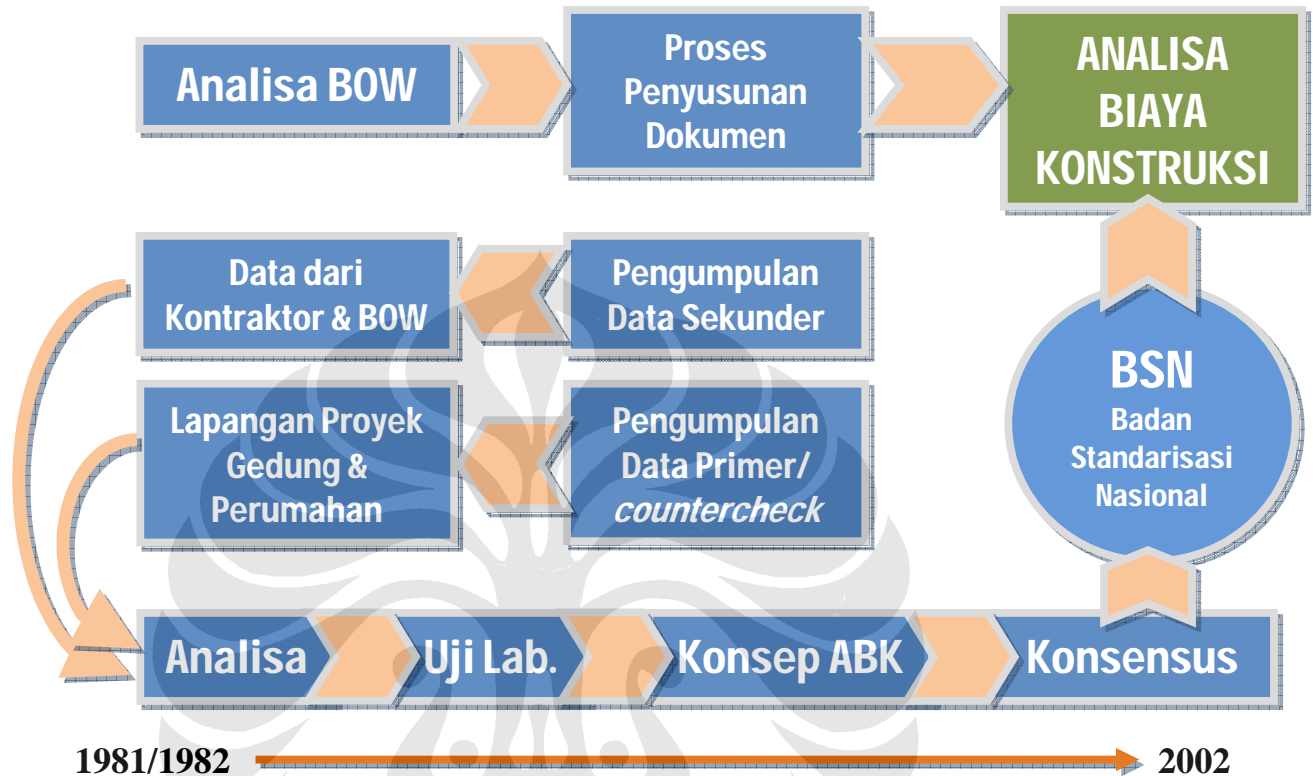 Analisa BOW
Proses
Penyusunan
Dokumen
ANALISA
BIAYA
KONSTRUKSI
Data dari
Kontraktor & BOW
Pengumpulan
Data Sekunder
Lapangan Proyek
Gedung &
Perumahan
Pengumpulan
Data Primer/
countercheck
BSN
Badan
Standarisasi
Nasional
Analisa
Uji Lab.
Konsep ABK
Konsensus
1981/1982
2002